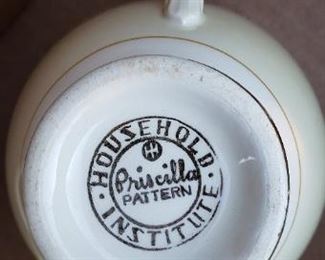 HOUSEHOLD
H
Priscilla
PATTERN
INSTITUTE